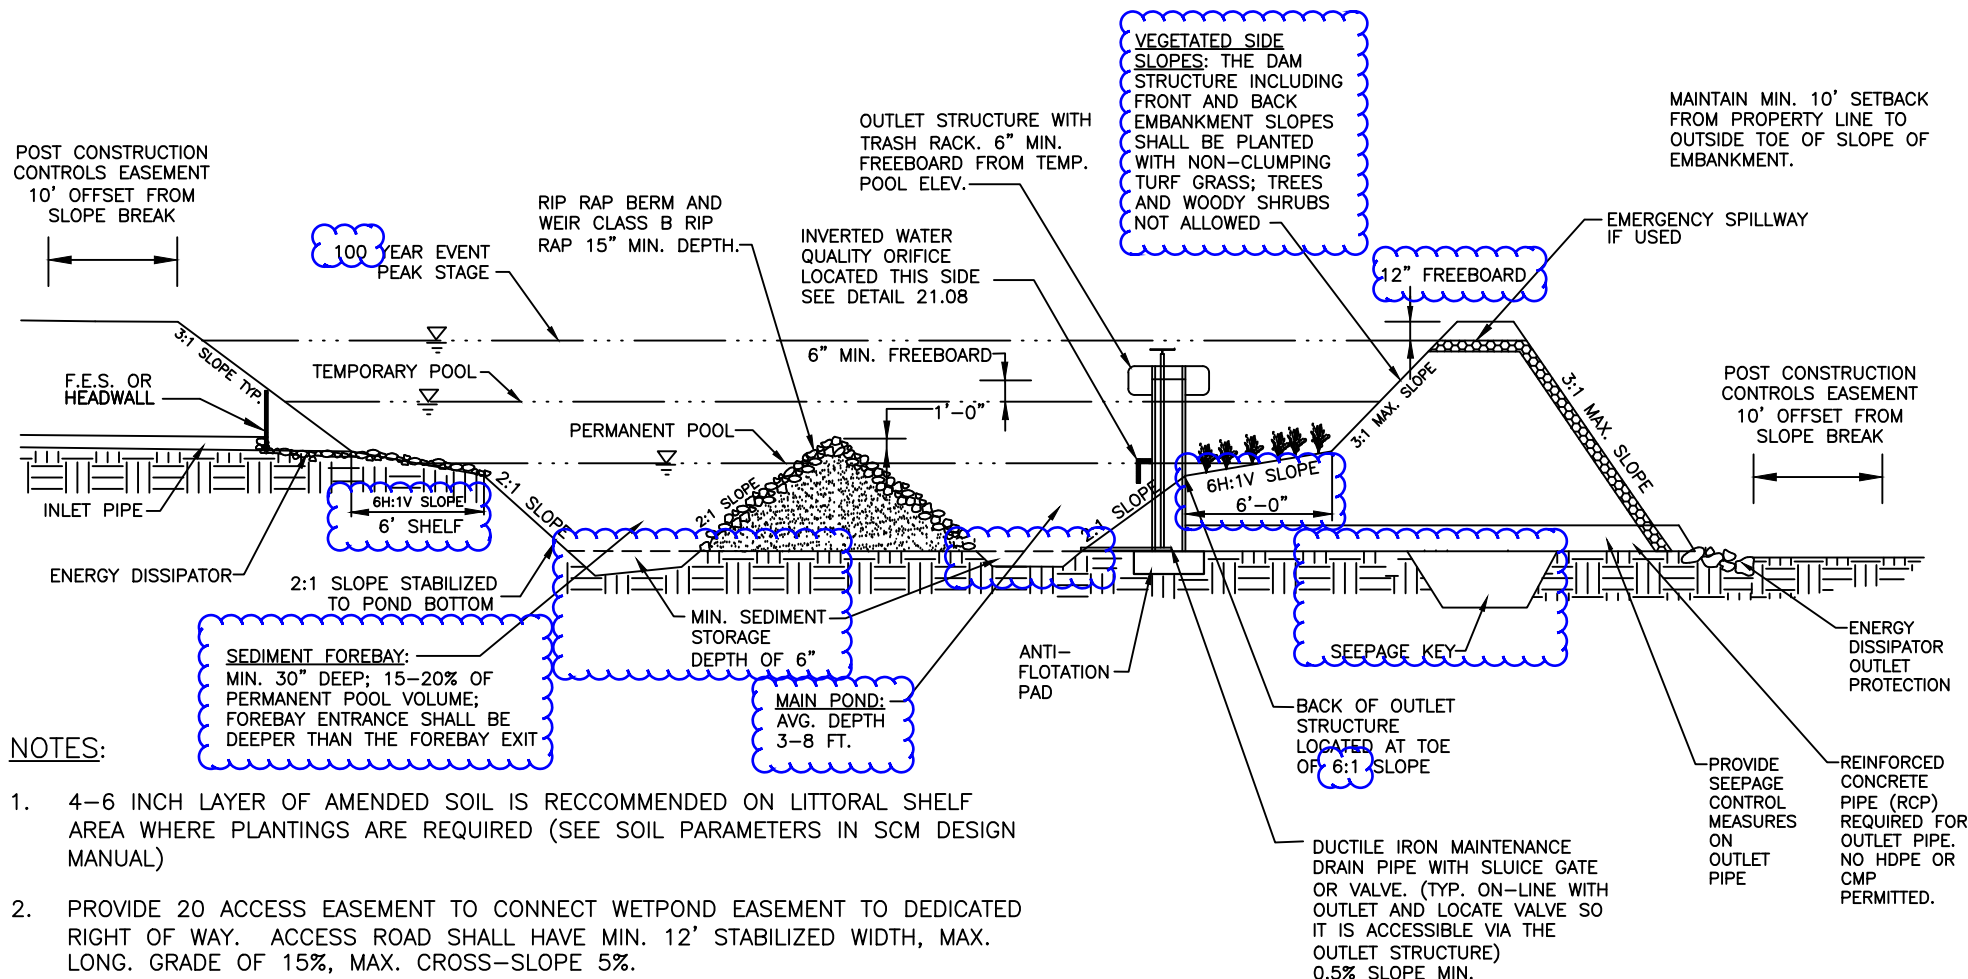 POST CONSTRUCTION
CONTROLS EASEMENT
10' OFFSET FROM
SLOPE BREAK
100 YEAR EVENT
PEAK STAGE
RIP RAP BERM AND
WEIR CLASS B RIP
RAP 15" MIN. DEPTH.
OUTLET STRUCTURE WITH
TRASH RACK. 6" MIN.
FREEBOARD FROM TEMP.
POOL ELEV.
INVERTED WATER
QUALITY ORIFICE
LOCATED THIS SIDE
SEE DETAIL 21.08
VEGETATED SIDE
SLOPES: THE DAM
STRUCTURE INCLUDING
FRONT AND BACK
EMBANKMENT SLOPES
SHALL BE PLANTED
WITH NON-CLUMPING
TURF GRASS; TREES
AND WOODY SHRUBS
NOT ALLOWED
MAINTAIN MIN. 10' SETBACK
FROM PROPERTY LINE TO
OUTSIDE TOE OF SLOPE OF
EMBANKMENT.
EMERGENCY SPILLWAY
IF USED
12" FREEBOARD
3:1 SLOPE TYP.
TEMPORARY POOL
6" MIN. FREEBOARD
F.E.S. OR
HEADWALL
1'-0"
PERMANENT POOL
3:1 MAX. SLOPE
3:1 MAX. SLOPE
POST CONSTRUCTION
CONTROLS EASEMENT
10' OFFSET FROM
SLOPE BREAK
INLET PIPE
6H:1V SLOPE
6' SHELF
2:1 SLOPE
2:1 SLOPE
2:1 SLOPE
6H:1V SLOPE
6'-0"
ENERGY DISSIPATOR
2:1 SLOPE STABILIZED
TO POND BOTTOM
MIN. SEDIMENT
STORAGE
DEPTH OF 6"
SEDIMENT FOREBAY:
MIN. 30" DEEP; 15-20% OF
PERMANENT POOL VOLUME;
FOREBAY ENTRANCE SHALL BE
DEEPER THAN THE FOREBAY EXIT
MAIN POND:
AVG. DEPTH
3-8 FT.
ANTI-
FLOTATION
PAD
SEEPAGE KEY
BACK OF OUTLET
STRUCTURE
LOCATED AT TOE
OF 6:1 SLOPE
ENERGY
DISSIPATOR
OUTLET
PROTECTION
PROVIDE
SEEPAGE
CONTROL
MEASURES
ON
OUTLET
PIPE
REINFORCED
CONCRETE
PIPE (RCP)
REQUIRED FOR
OUTLET PIPE.
NO HDPE OR
CMP
PERMITTED.
DUCTILE IRON MAINTENANCE
DRAIN PIPE WITH SLUICE GATE
OR VALVE. (TYP. ON-LINE WITH
OUTLET AND LOCATE VALVE SO
IT IS ACCESSIBLE VIA THE
OUTLET STRUCTURE)
0.5% SLOPE MIN.
NOTES:
1. 4-6 INCH LAYER OF AMENDED SOIL IS RECCOMMENDED ON LITTORAL SHELF
AREA WHERE PLANTINGS ARE REQUIRED (SEE SOIL PARAMETERS IN SCM DESIGN
MANUAL)
2. PROVIDE 20 ACCESS EASEMENT TO CONNECT WETPOND EASEMENT TO DEDICATED
RIGHT OF WAY. ACCESS ROAD SHALL HAVE MIN. 12' STABILIZED WIDTH, MAX.
LONG. GRADE OF 15%, MAX. CROSS-SLOPE 5%.